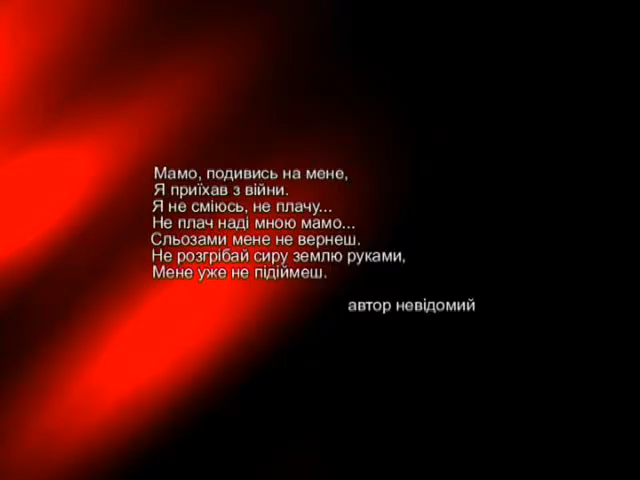 Мамо, подивись на мене,
Я приїхав з війни.
Я не сміюсь, не плачу...
Не плач наді мною мамо...
Сльозами мене не вернеш.
Не розгрібай сиру землю руками,
Мене уже не підіймеш.
автор невідомий